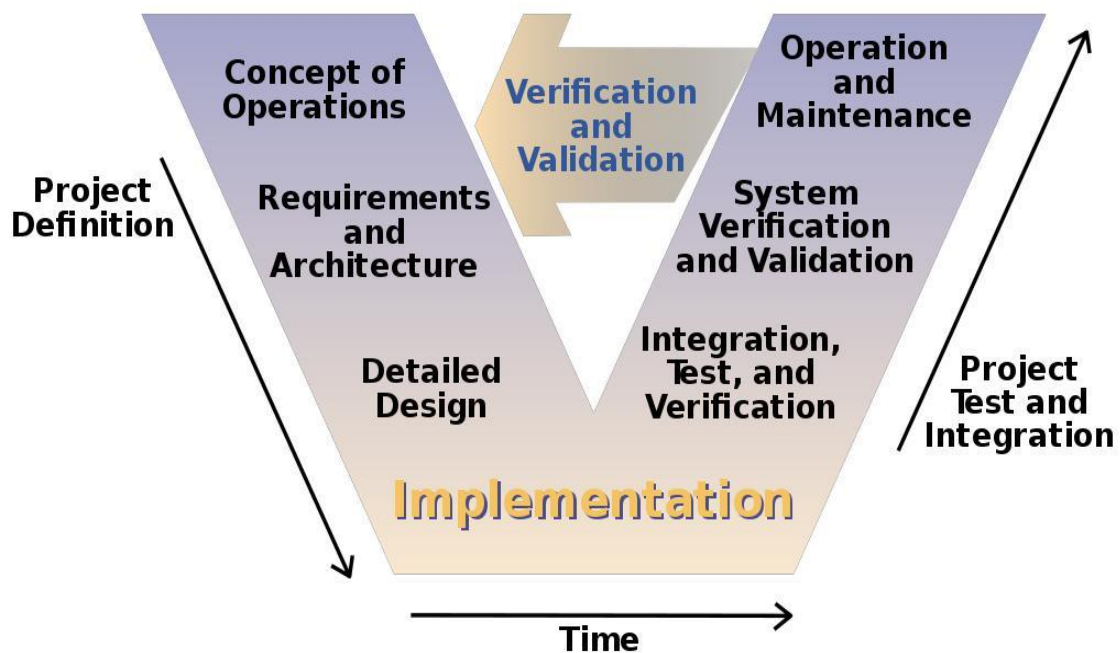 Concept of
Operations
Verification
and
Validation
Operation
and
Maintenance
Project
Definition
Requirements
and
Architecture
System
Verification
and Validation
Detailed
Design
Integration,
Test, and
Verification
Project
Test and
Integration
Implementation
Time